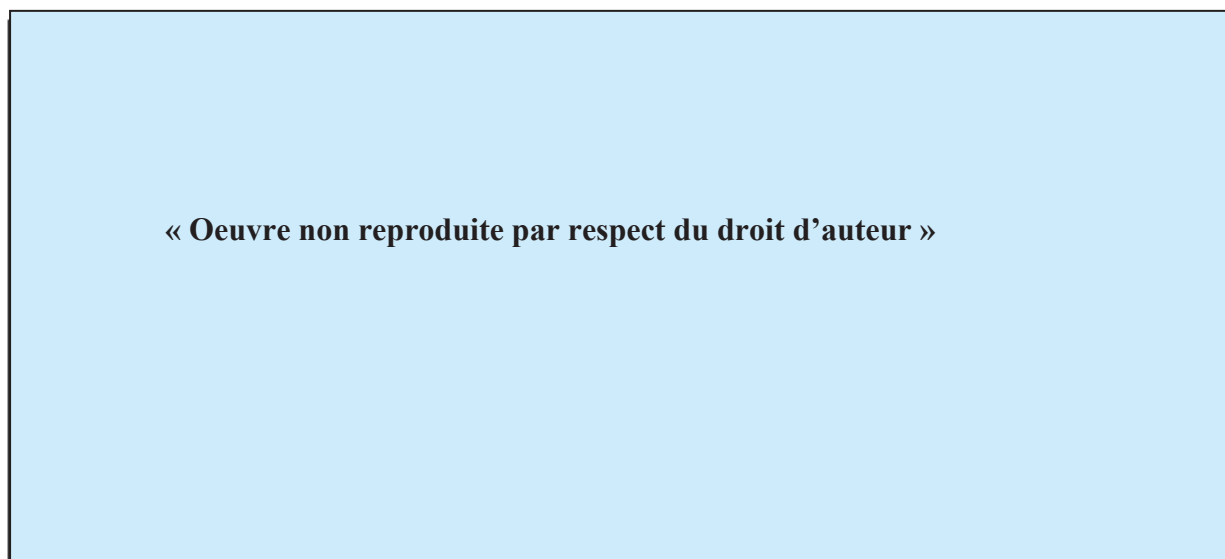 « Oeuvre non reproduite par respect du droit d’auteur »